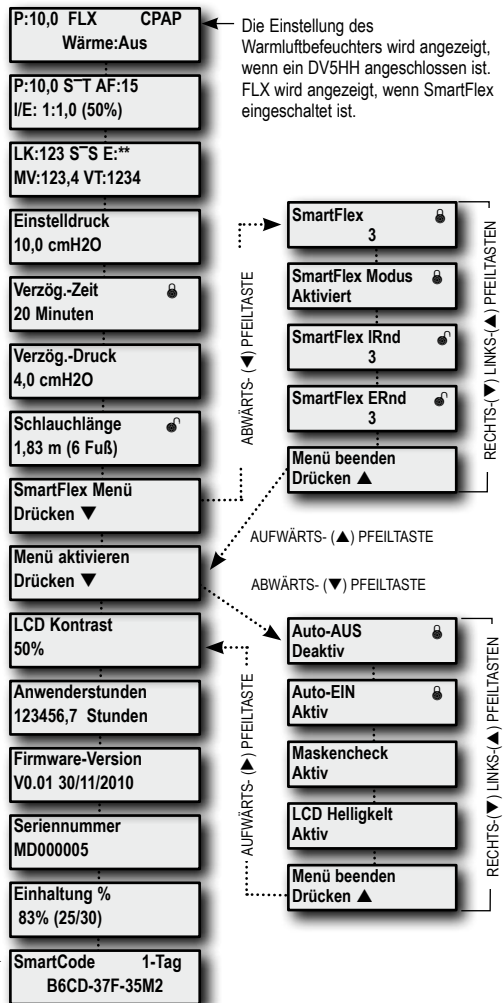 P:10,0 FLX CPAP
Wärme:Aus
Die Einstellung des
Warmluftbefeuchters wird angezeigt,
wenn ein DV5HH angeschlossen ist.
FLX wird angezeigt, wenn SmartFlex
eingeschaltet ist.
P:10,0 S¯T AF:15
I/E: 1:1,0 (50%)
LK:123 S¯S E:**
MV:123,4 VT:1234
Einstelldruck
10,0 cmH2O
Verzög.-Zeit
20 Minuten
Verzög.-Druck
4,0 cmH2O
Schlauchlänge
1,83 m (6 Fuß)
SmartFlex Menü
Drücken ▼
Menü aktivieren
Drücken ▼
LCD Kontrast
50%
Anwenderstunden
123456,7 Stunden
Firmware-Version
V0.01 30/11/2010
Seriennummer
MD000005
Einhaltung %
83% (25/30)
SmartCode 1-Tag
B6CD-37F-35M2
ABWÄRTS- (▼) PFEILTASTE
SmartFlex
3
SmartFlex Modus
Aktiviert
SmartFlex IRnd
3
SmartFlex ERnd
3
Menü beenden
Drücken ▲
RECHTS-(▼) LINKS-(▲) PFEILTASTEN
AUFWÄRTS- (▲) PFEILTASTE
ABWÄRTS- (▼) PFEILTASTE
AUFWÄRTS- (▲) PFEILTASTE
Auto-AUS
Deaktiv
Auto-EIN
Aktiv
Maskencheck
Aktiv
LCD Helligkelt
Aktiv
Menü beenden
Drücken ▲
RECHTS-(▼) LINKS-(▲) PFEILTASTEN